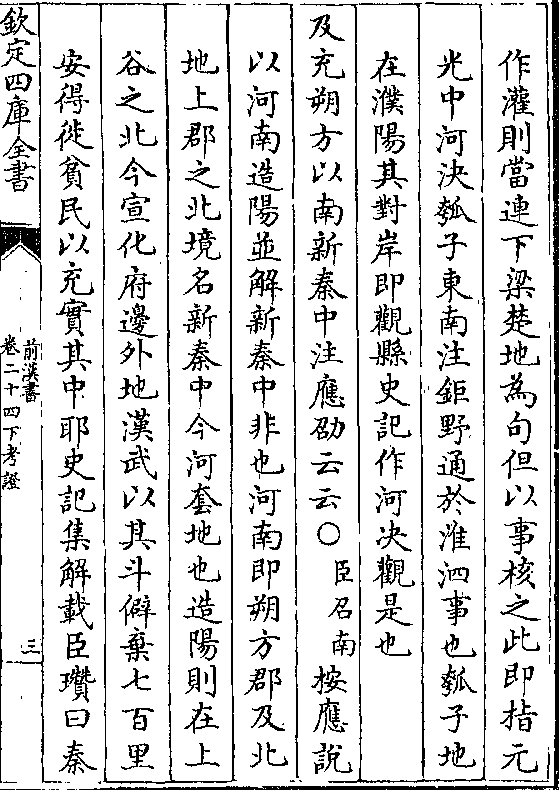 作灌則當連下梁楚地為句但以事核之此即指元
光中河決瓠子東南注鉅野通於淮泗事也瓠子地
在濮陽其對岸即觀縣史記作河決觀是也
及充朔方以南新秦中注應劭云云○臣召南按應說
以河南造陽並解新秦中非也河南即朔方郡及北
地上郡之北境名新秦中今河套地也造陽則在上
谷之北今宣化府邊外地漢武以其斗僻棄七百里
安得徙貧民以充實其中耶史記集解載臣瓚曰秦
欽定四庫全書
前漢書
卷二十四下考證
三